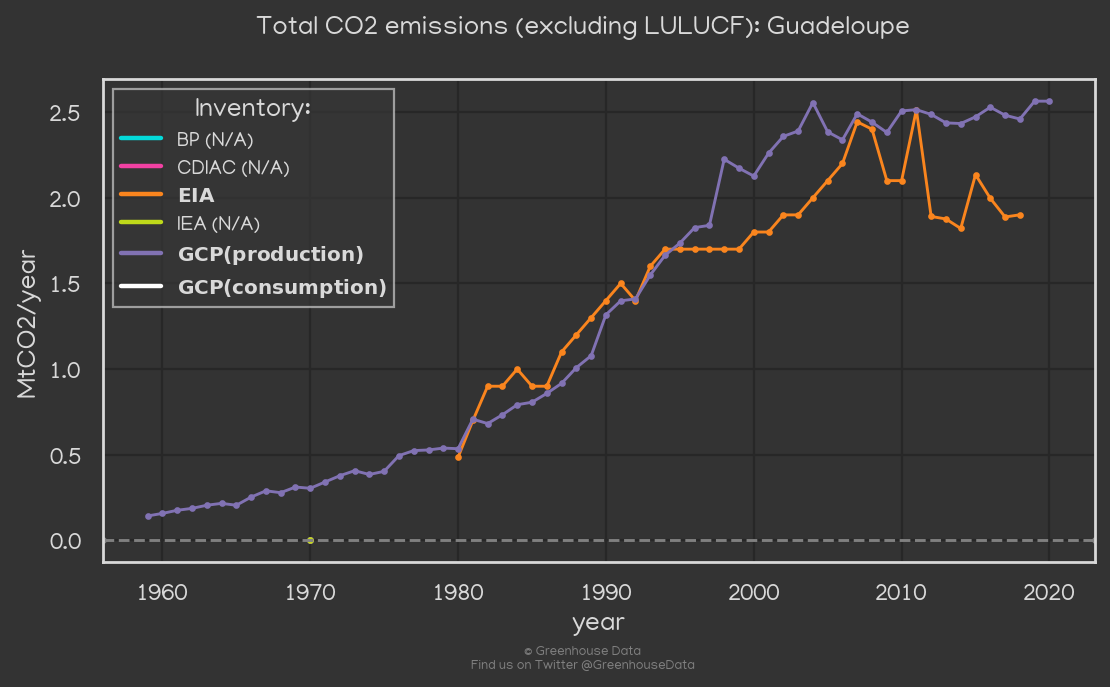 Total CO2 emissions (excluding LULUCF): Guadeloupe
Inventory:
BP (N/A)
CDIAC (N/A)
EIA
IEA (N/A)
GCP(production)
GCP(consumption)
MtCO2/year
2.5
2.0
1.5
1.0
0.5
0.0
1960 1970 1980 1990 2000 2010 2020
year
© Greenhouse Data
Find us on Twitter @GreenhouseData